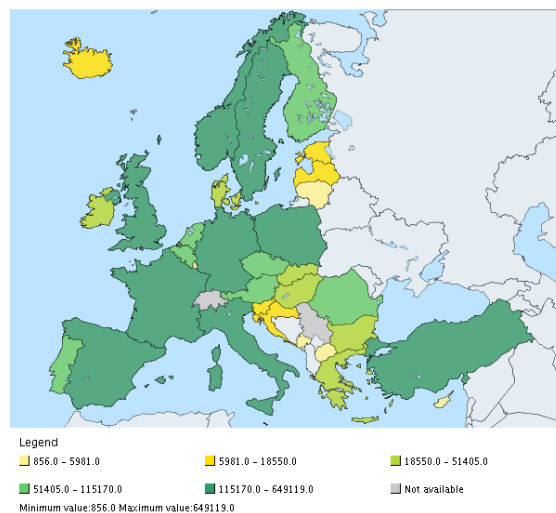 Legend
856.0 - 5981.0 5981.0 - 18550.0 18550.0 - 51405.0
51405.0 - 115170.0 115170.0 - 649119.0 Not available
Minimum value:856.0 Maximum value:649119.0